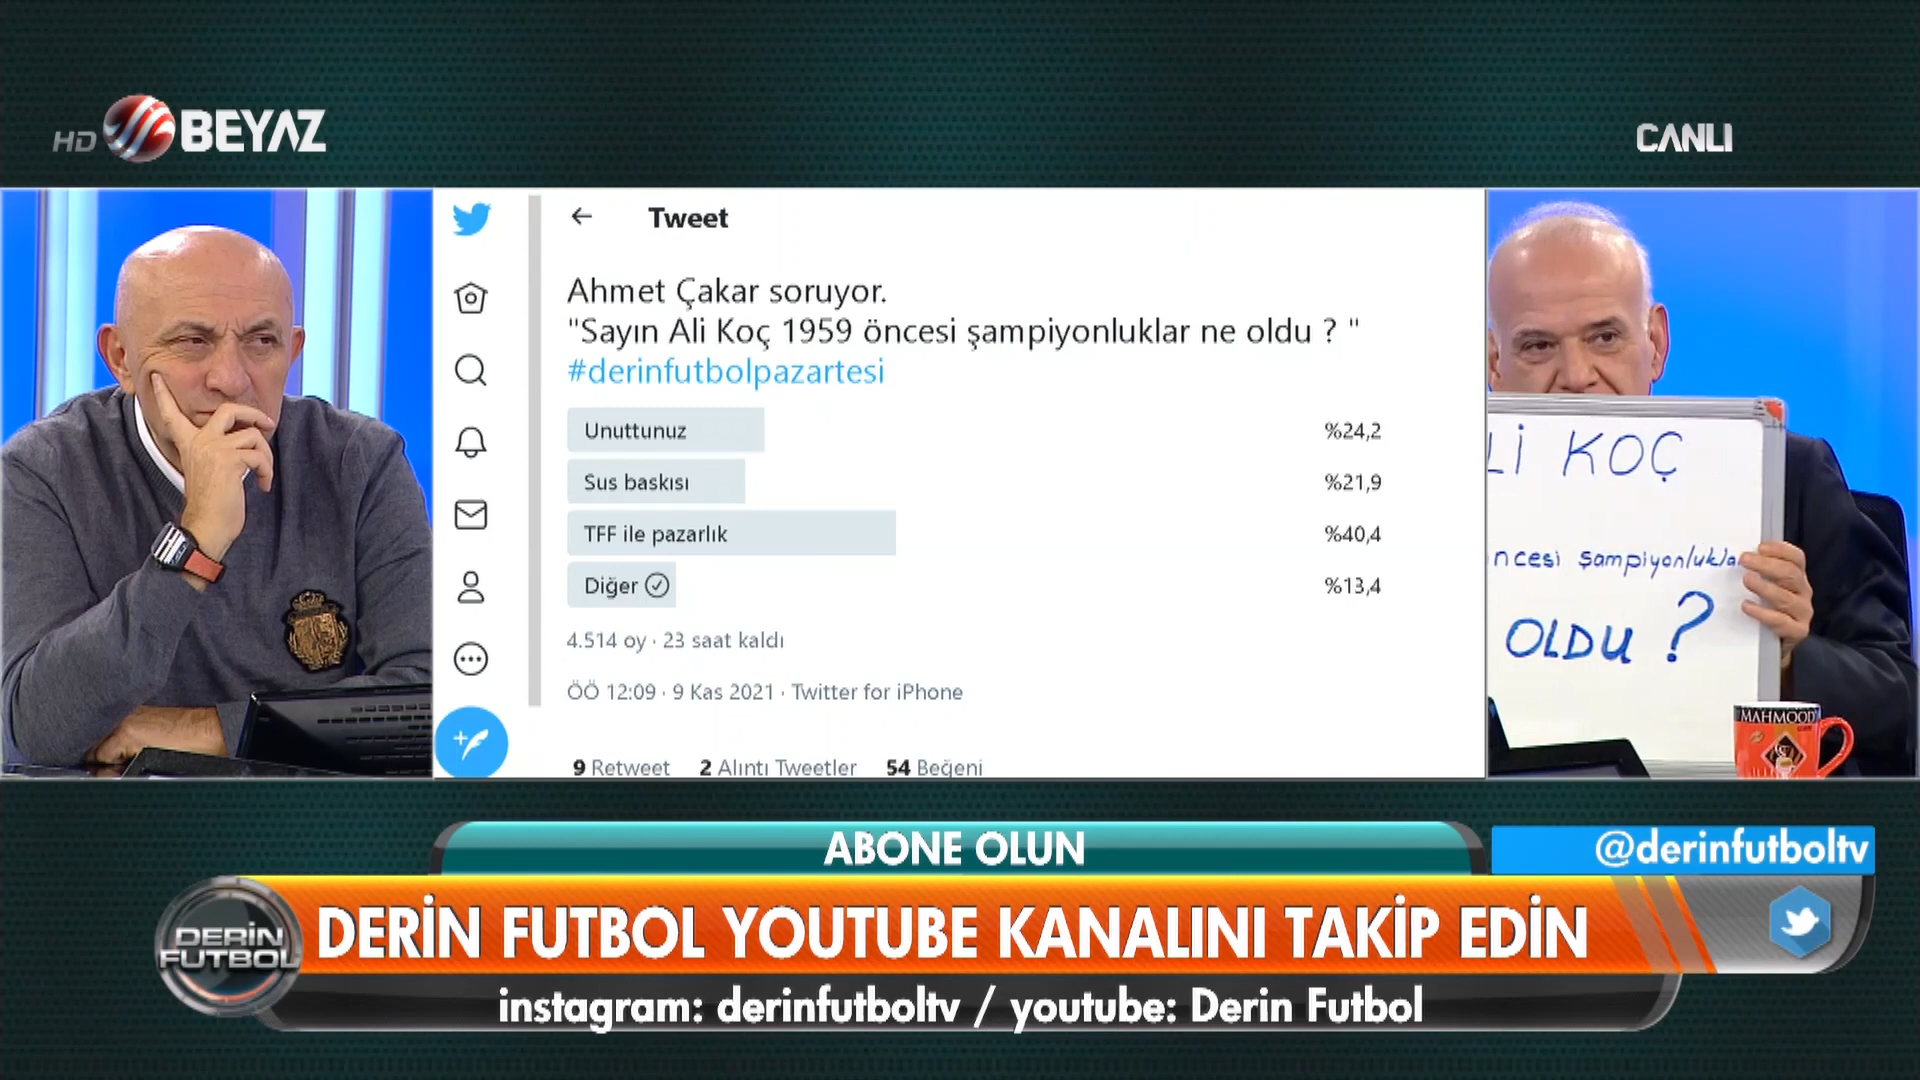 HD BEYAZ
CANLI
Tweet
Ahmet Çakar soruyor.
"Sayın Ali Koç 1959 öncesi şampiyonluklar ne oldu ? "
#derinfutbolpazartesi
Unuttunuz %24,2
Sus baskısı %21,9
TFF ile pazarlık %40,4
Diğer %13,4
4.514 oy · 23 saat kaldı
ÖÖ 12:09 · 9 Kas 2021 · Twitter for iPhone
9 Retweet 2 Alıntı Tweetler 54 Beğeni
Lİ KOÇ
ncesi şampiyonlukla
OLDU ?
MAHMOOD
ABONE OLUN
@derinfutboltv
DERİN FUTBOL
DERİN FUTBOL YOUTUBE KANALINI TAKİP EDİN
instagram: derinfutboltv / youtube: Derin Futbol